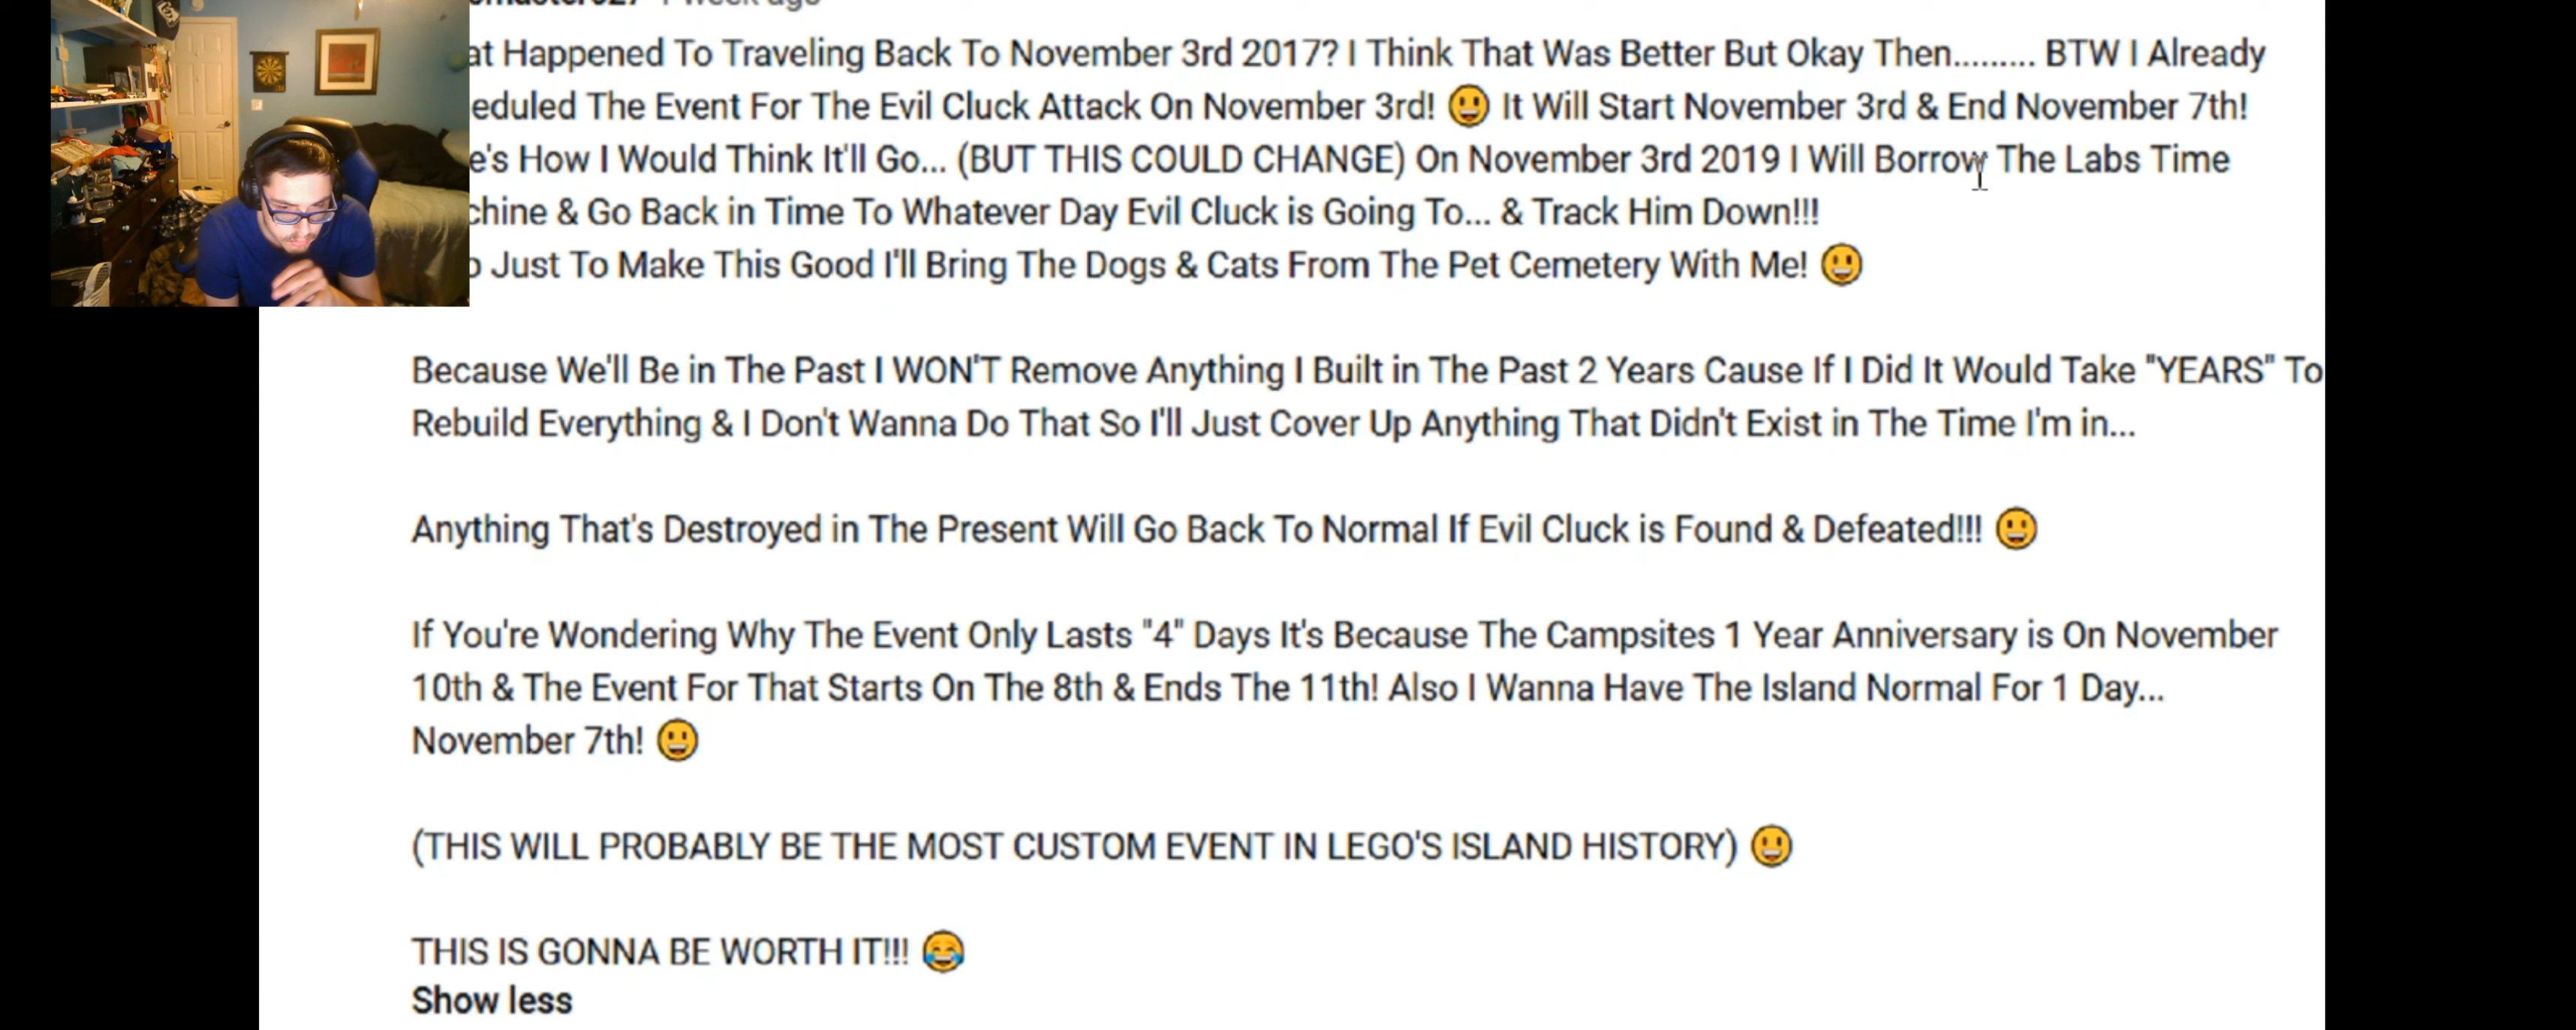 1 week ago
Happened To Traveling Back To November 3rd 2017? I Think That Was Better But Okay Then......... BTW I Already
The Event For The Evil Cluck Attack On November 3rd! 😀 It Will Start November 3rd & End November 7th!
How I Would Think It'll Go... (BUT THIS COULD CHANGE) On November 3rd 2019 I Will Borrow The Labs Time
& Go Back in Time To Whatever Day Evil Cluck is Going To... & Track Him Down!!!
Just To Make This Good I'll Bring The Dogs & Cats From The Pet Cemetery With Me! 😀
Because We'll Be in The Past I WON'T Remove Anything I Built in The Past 2 Years Cause If I Did It Would Take "YEARS" To
Rebuild Everything & I Don't Wanna Do That So I'll Just Cover Up Anything That Didn't Exist in The Time I'm in...
Anything That's Destroyed in The Present Will Go Back To Normal If Evil Cluck is Found & Defeated!!! 😀
If You're Wondering Why The Event Only Lasts "4" Days It's Because The Campsites 1 Year Anniversary is On November
10th & The Event For That Starts On The 8th & Ends The 11th! Also I Wanna Have The Island Normal For 1 Day...
November 7th! 😀
(THIS WILL PROBABLY BE THE MOST CUSTOM EVENT IN LEGO'S ISLAND HISTORY) 😀
THIS IS GONNA BE WORTH IT!!! 😂
Show less